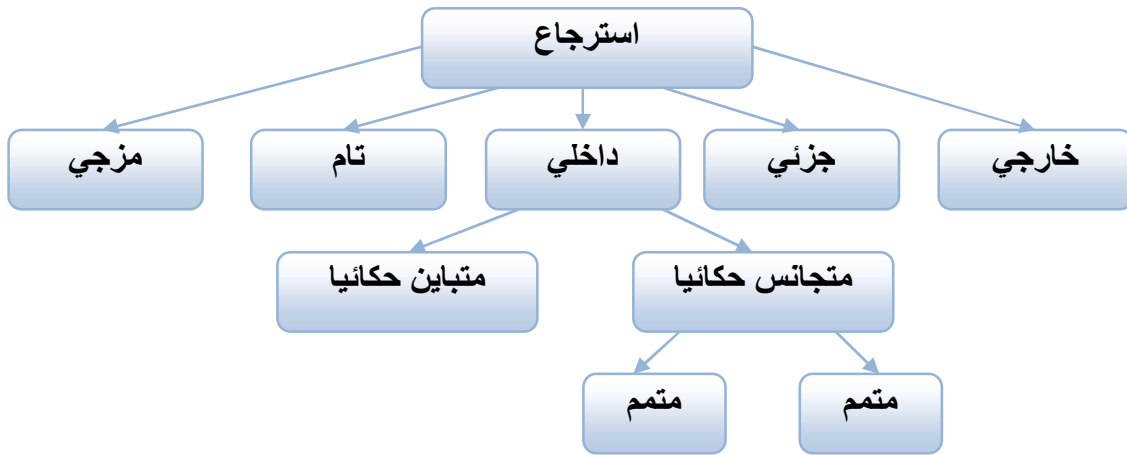 استرجاع
خارجي
جزئي
داخلي
تام
مزجي
متجانس حكائيا
متباين حكائيا
متمم
متمم